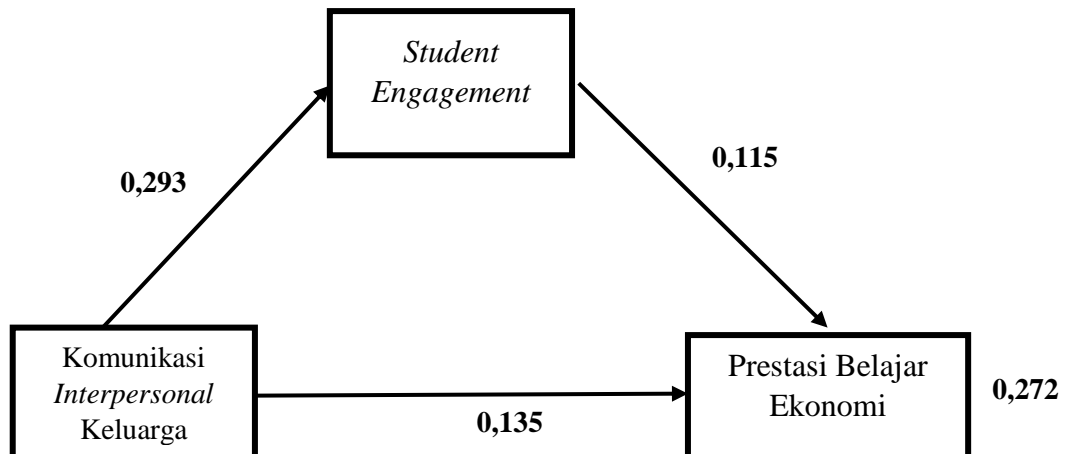 Student
Engagement
0,293
0,115
Komunikasi
Interpersonal
Keluarga
0,135
Prestasi Belajar
Ekonomi
0,272